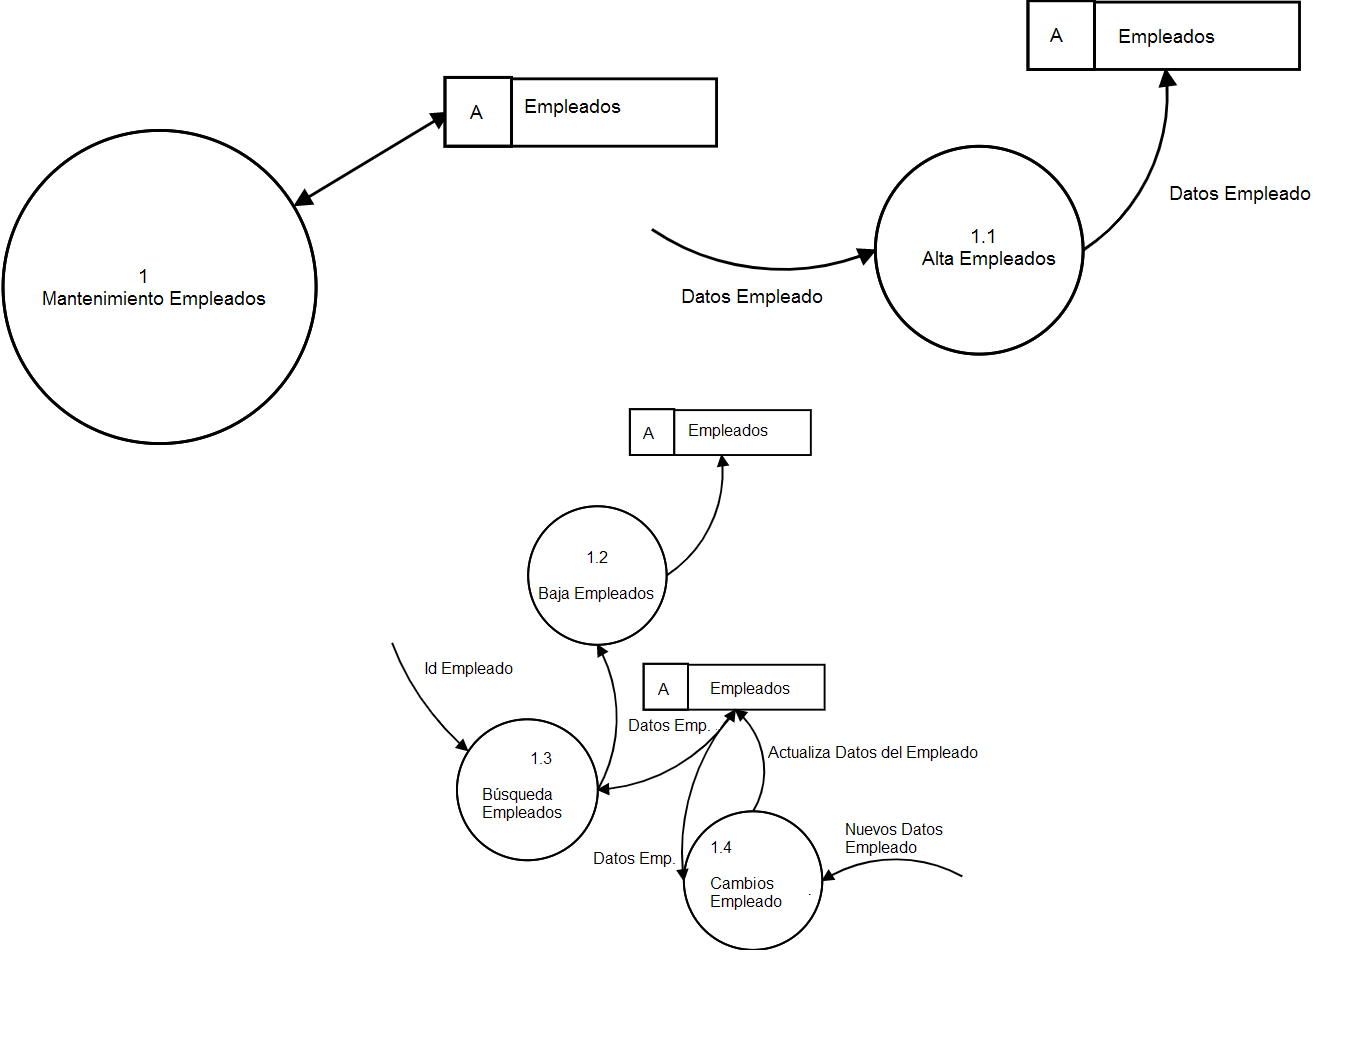 A
Empleados
A
Empleados
1
Mantenimiento Empleados
Datos Empleado
1.1
Alta Empleados
Datos Empleado
A
Empleados
1.2
Baja Empleados
Id Empleado
A
Empleados
Datos Emp.
1.3
Búsqueda
Empleados
Actualiza Datos del Empleado
Datos Emp.
1.4
Cambios
Empleado
Nuevos Datos
Empleado